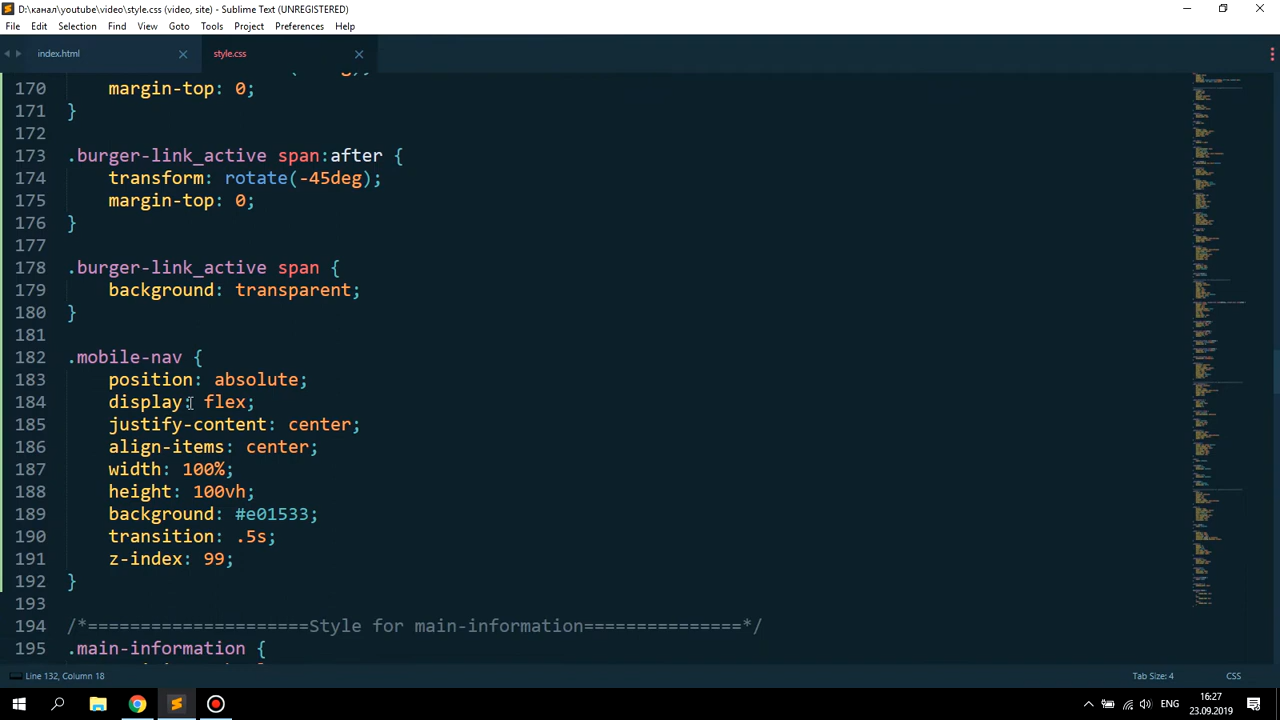 D:\канал\youtube\video\style.css (video, site) - Sublime Text (UNREGISTERED)
File Edit Selection Find View Goto Tools Project Preferences Help
index.html style.css
170 margin-top: 0;
171 }
172
173 .burger-link_active span:after {
174 transform: rotate(-45deg);
175 margin-top: 0;
176 }
177
178 .burger-link_active span {
179 background: transparent;
180 }
181
182 .mobile-nav {
183 position: absolute;
184 display: flex;
185 justify-content: center;
186 align-items: center;
187 width: 100%;
188 height: 100vh;
189 background: #e01533;
190 transition: .5s;
191 z-index: 99;
192 }
193
194 /*=====================Style for main-information===============*/
195 .main-information {
Line 132, Column 18 Tab Size: 4 CSS
ENG 16:27
23.09.2019